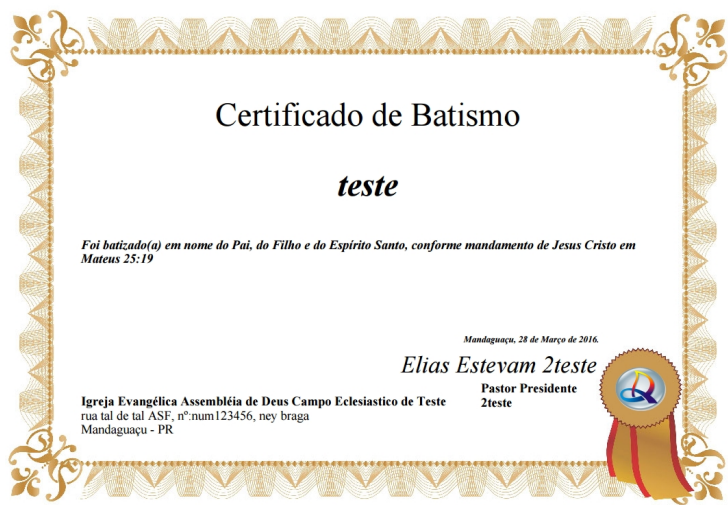 Certificado de Batismo
teste
Foi batizado(a) em nome do Pai, do Filho e do Espírito Santo, conforme mandamento de Jesus Cristo em
Mateus 25:19
Mandaguaçu, 28 de Março de 2016.
Elias Estevam 2teste
Pastor Presidente
2teste
Igreja Evangélica Assembléia de Deus Campo Eclesiastico de Teste
rua tal de tal ASF, nº:num123456, ney braga
Mandaguaçu - PR